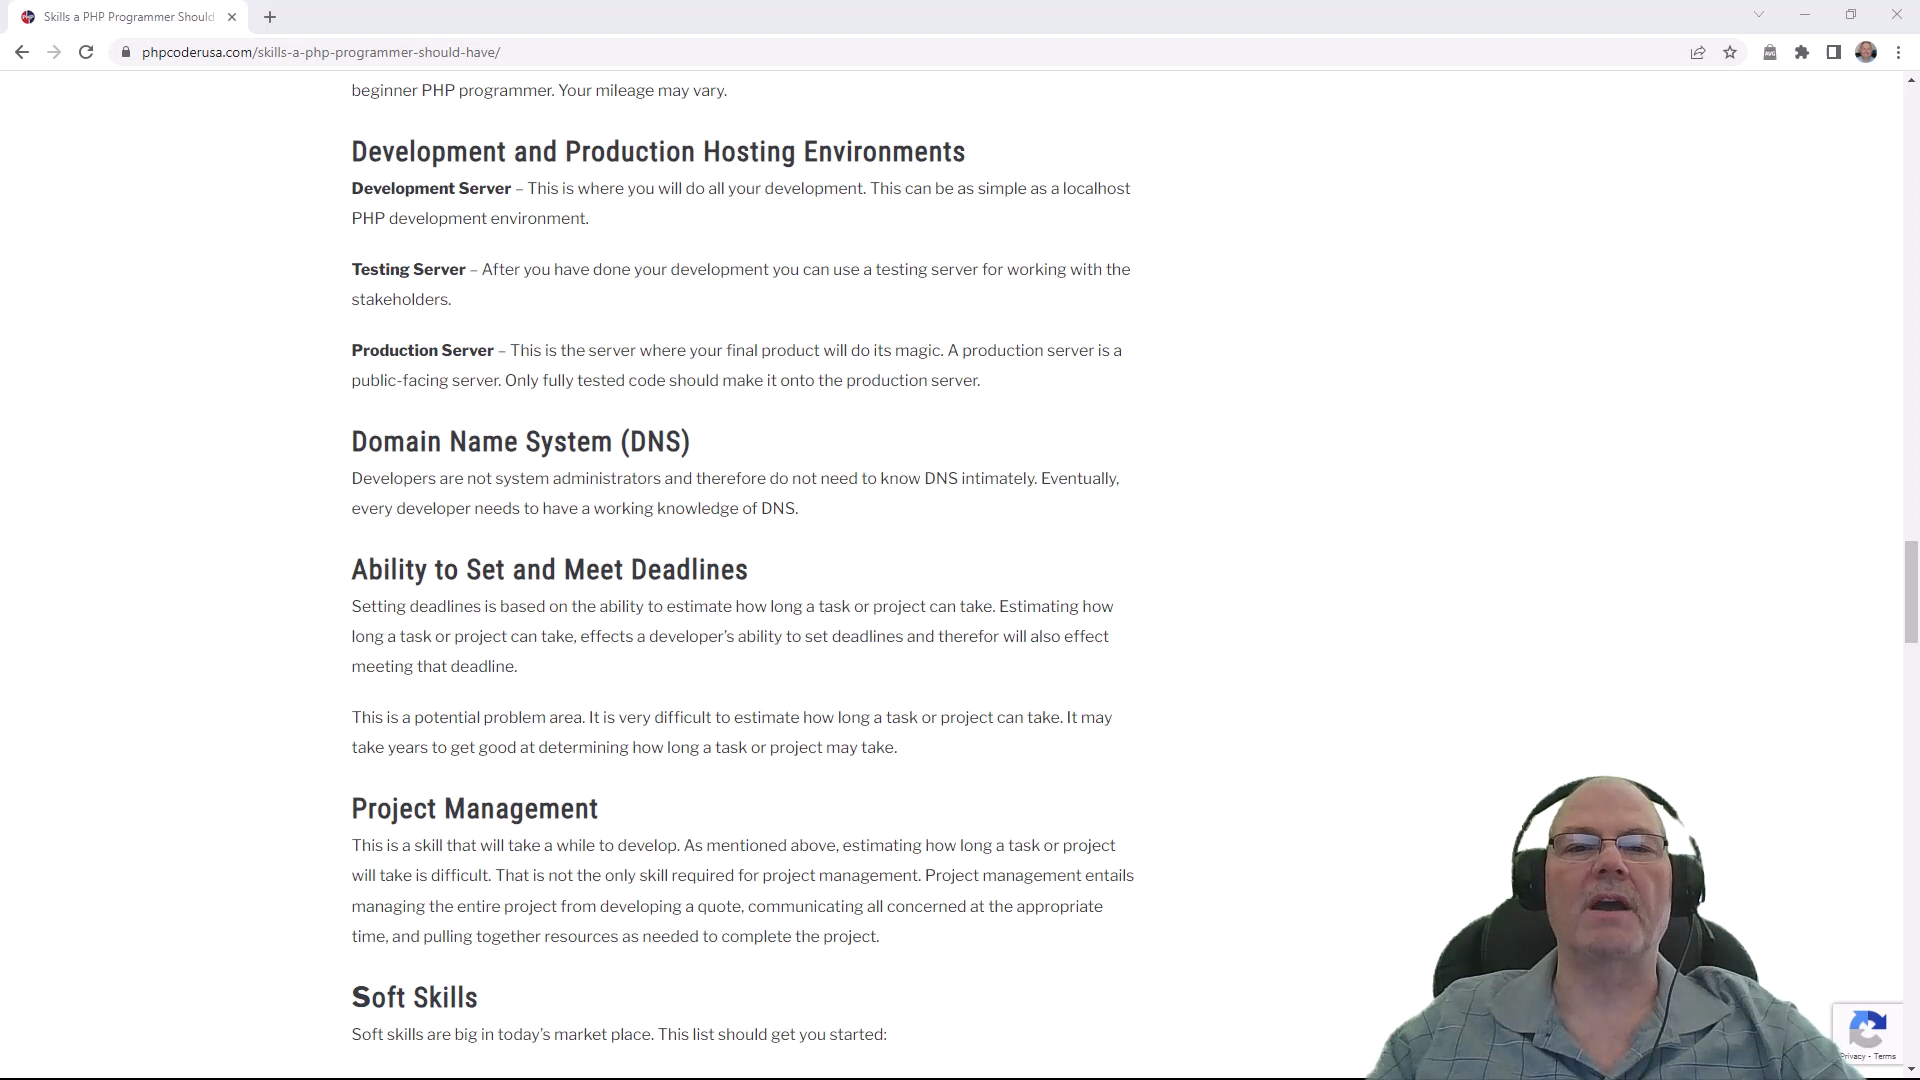 Skills a PHP Programmer Should
phpcoderusa.com/skills-a-php-programmer-should-have/
beginner PHP programmer. Your mileage may vary.
Development and Production Hosting Environments
Development Server – This is where you will do all your development. This can be as simple as a localhost
PHP development environment.
Testing Server – After you have done your development you can use a testing server for working with the
stakeholders.
Production Server – This is the server where your final product will do its magic. A production server is a
public-facing server. Only fully tested code should make it onto the production server.
Domain Name System (DNS)
Developers are not system administrators and therefore do not need to know DNS intimately. Eventually,
every developer needs to have a working knowledge of DNS.
Ability to Set and Meet Deadlines
Setting deadlines is based on the ability to estimate how long a task or project can take. Estimating how
long a task or project can take, effects a developer's ability to set deadlines and therefor will also effect
meeting that deadline.
This is a potential problem area. It is very difficult to estimate how long a task or project can take. It may
take years to get good at determining how long a task or project may take.
Project Management
This is a skill that will take a while to develop. As mentioned above, estimating how long a task or project
will take is difficult. That is not the only skill required for project management. Project management entails
managing the entire project from developing a quote, communicating all concerned at the appropriate
time, and pulling together resources as needed to complete the project.
Soft Skills
Soft skills are big in today's market place. This list should get you started:
Privacy - Terms